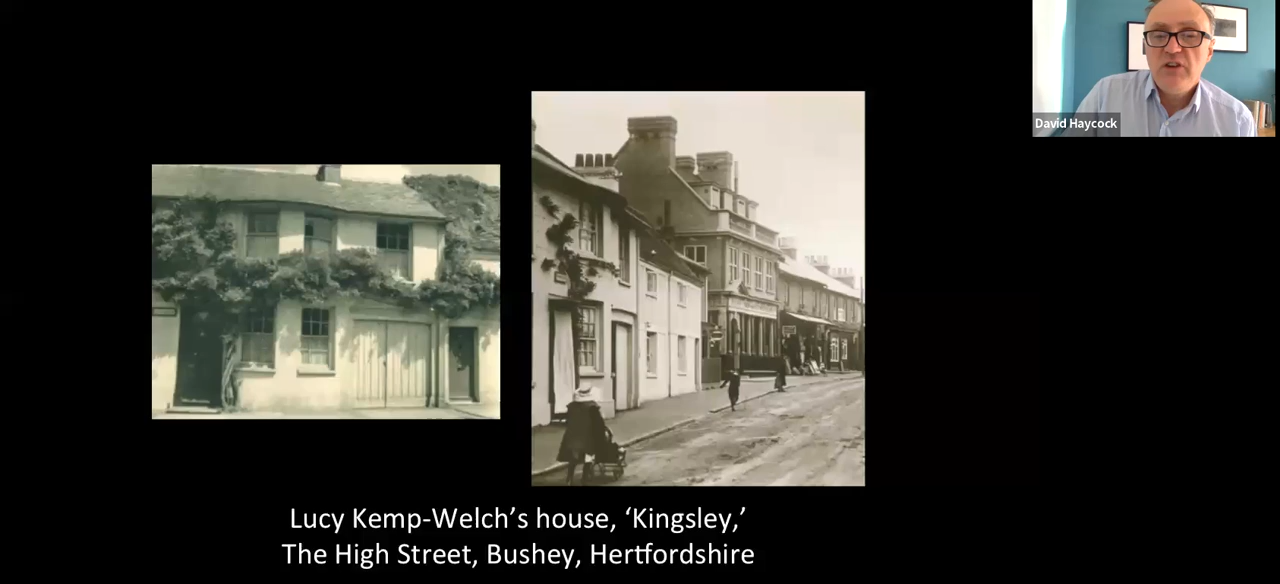 David Haycock
Lucy Kemp-Welch's house, 'Kingsley,'
The High Street, Bushey, Hertfordshire